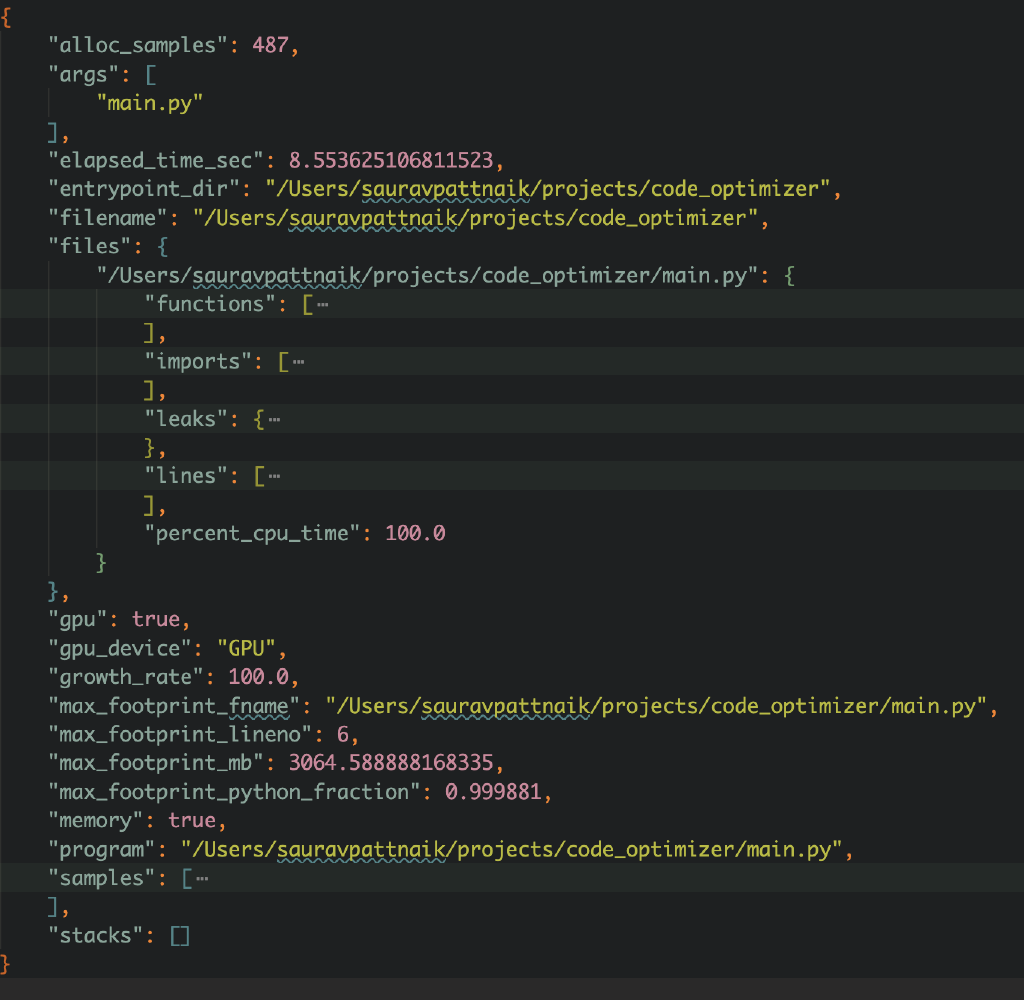 {
    "alloc_samples": 487,
    "args": [
        "main.py"
    ],
    "elapsed_time_sec": 8.553625106811523,
    "entrypoint_dir": "/Users/sauravpattnaik/projects/code_optimizer",
    "filename": "/Users/sauravpattnaik/projects/code_optimizer",
    "files": {
        "/Users/sauravpattnaik/projects/code_optimizer/main.py": {
            "functions": [⋯
            ],
            "imports": [⋯
            ],
            "leaks": {⋯
            },
            "lines": [⋯
            ],
            "percent_cpu_time": 100.0
        }
    },
    "gpu": true,
    "gpu_device": "GPU",
    "growth_rate": 100.0,
    "max_footprint_fname": "/Users/sauravpattnaik/projects/code_optimizer/main.py",
    "max_footprint_lineno": 6,
    "max_footprint_mb": 3064.588888168335,
    "max_footprint_python_fraction": 0.999881,
    "memory": true,
    "program": "/Users/sauravpattnaik/projects/code_optimizer/main.py",
    "samples": [⋯
    ],
    "stacks": []
}